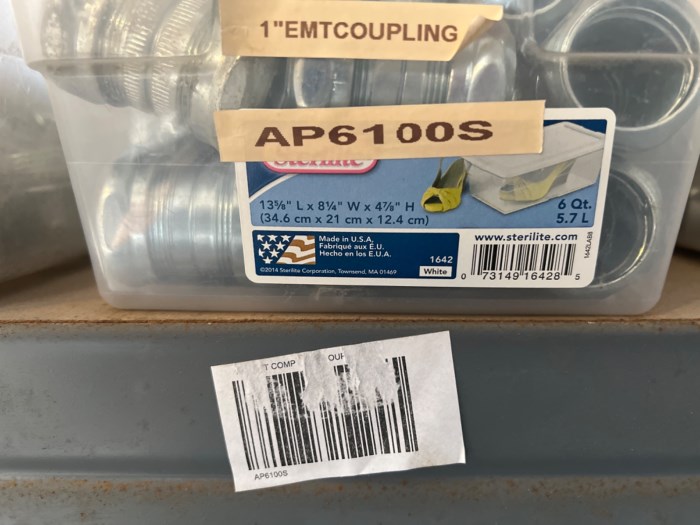 1"EMTCOUPLING
AP6100S
Sterilite
13⅝" L x 8¼" W x 4⅞" H
(34.6 cm x 21 cm x 12.4 cm)
6 Qt.
5.7 L
Made in U.S.A.
Fabriqué aux É.U.
Hecho en los E.U.A.
©2014 Sterilite Corporation, Townsend, MA 01469
1642
White
www.sterilite.com
1642LABB
0 73149 16428 5
T COMP
AP6100S